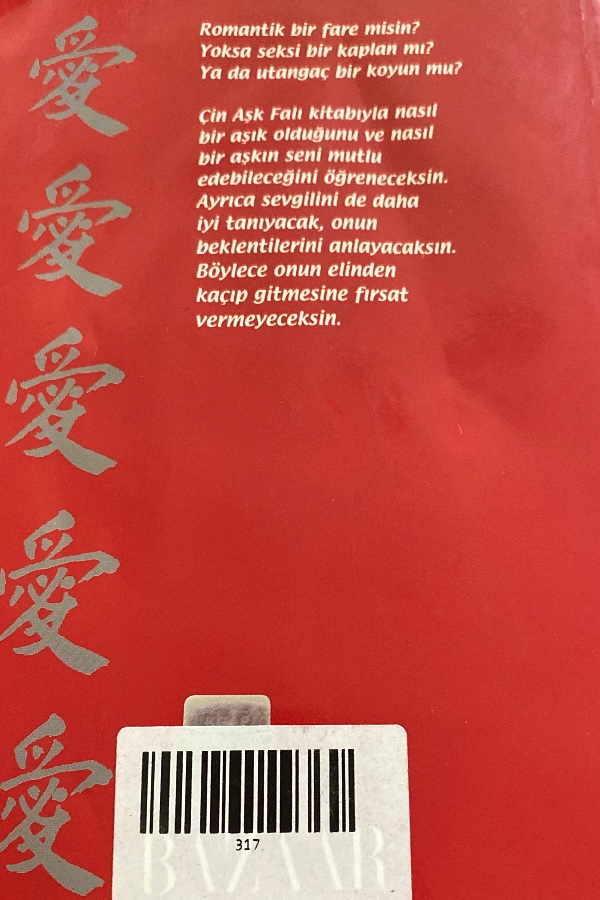 Romantik bir fare misin?
Yoksa seksi bir kaplan mı?
Ya da utangaç bir koyun mu?
Çin Aşk Falı kitabıyla nasıl
bir aşık olduğunu ve nasıl
bir aşkın seni mutlu
edebileceğini öğreneceksin.
Ayrıca sevgilini de daha
iyi tanıyacak, onun
beklentilerini anlayacaksın.
Böylece onun elinden
kaçıp gitmesine fırsat
vermeyeceksin.
愛
愛
愛
愛
愛
317
BAZAAR